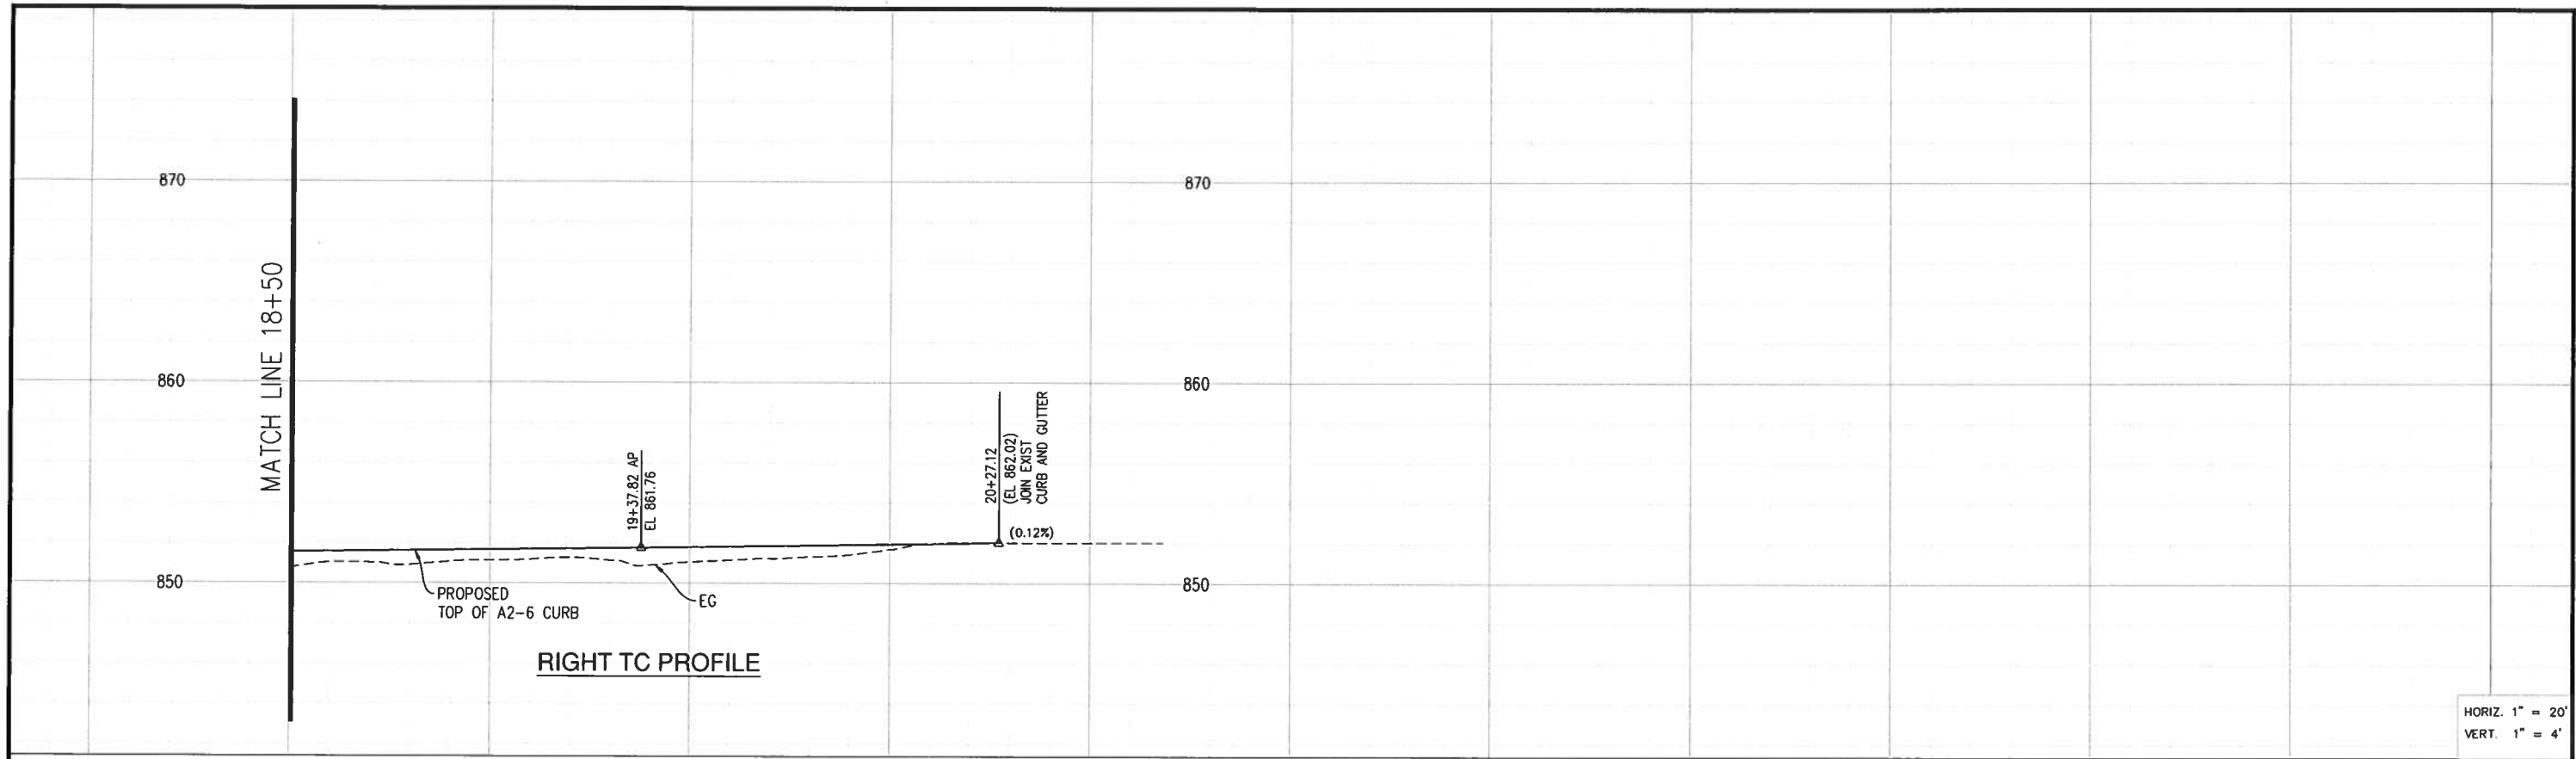 870
870
MATCH LINE 18+50
860
860
19+37.82 AP
EL 861.76
20+27.12
(EL 862.02)
JOIN EXIST
CURB AND GUTTER
(0.12%)
850
850
PROPOSED
TOP OF A2-6 CURB
EG
RIGHT TC PROFILE
HORIZ. 1" = 20'
VERT. 1" = 4'